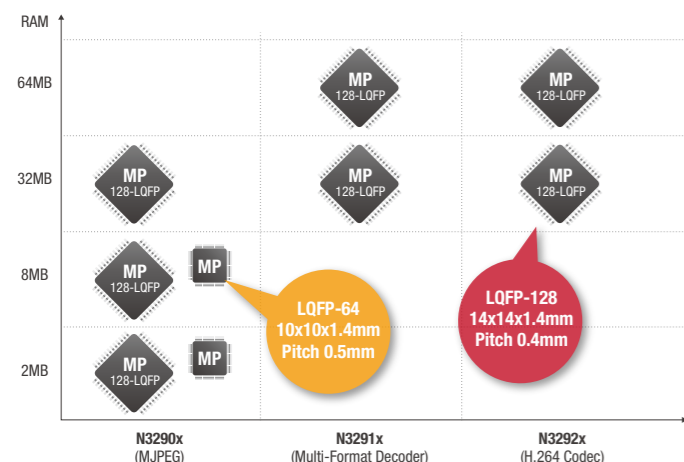 RAM
64MB
MP
128-LQFP
MP
128-LQFP
32MB
MP
128-LQFP
MP
128-LQFP
MP
128-LQFP
8MB
MP
128-LQFP
MP
LQFP-64
10x10x1.4mm
Pitch 0.5mm
LQFP-128
14x14x1.4mm
Pitch 0.4mm
2MB
MP
128-LQFP
MP
N3290x
(MJPEG)
N3291x
(Multi-Format Decoder)
N3292x
(H.264 Codec)